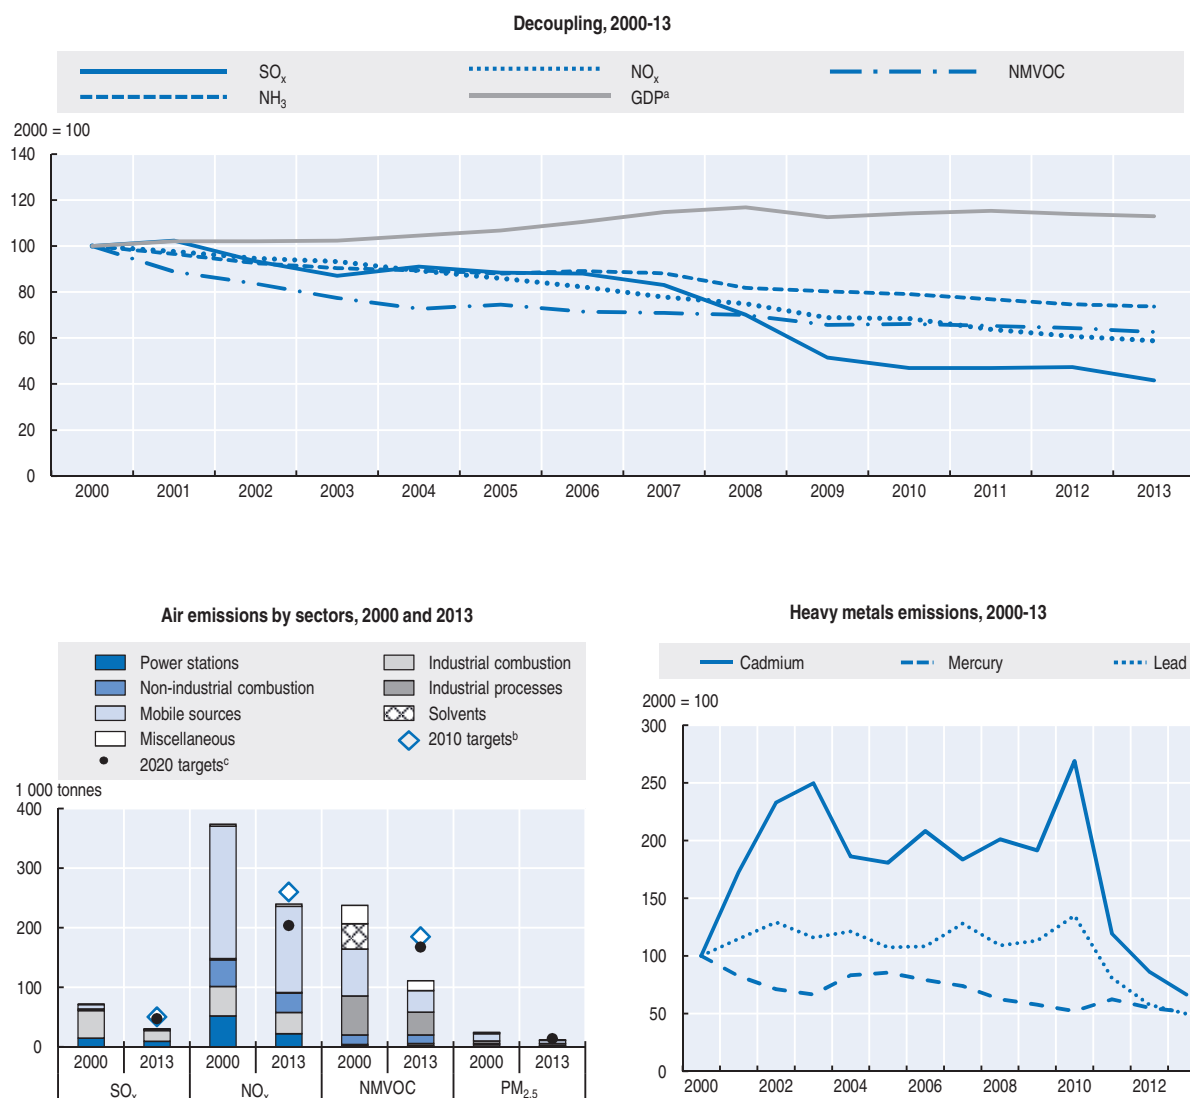 Decoupling, 2000-13
SOx NOx NMVOC
NH3 GDPa
2000 = 100
140
120
100
80
60
40
20
0
2000 2001 2002 2003 2004 2005 2006 2007 2008 2009 2010 2011 2012 2013
Air emissions by sectors, 2000 and 2013
Power stations Industrial combustion
Non-industrial combustion Industrial processes
Mobile sources Solvents
Miscellaneous 2010 targetsb
2020 targetsc
1 000 tonnes
400
300
200
100
0
2000 2013 2000 2013 2000 2013 2000 2013
SOx NOx NMVOC PM2.5
Heavy metals emissions, 2000-13
Cadmium Mercury Lead
2000 = 100
300
250
200
150
100
50
0
2000 2002 2004 2006 2008 2010 2012